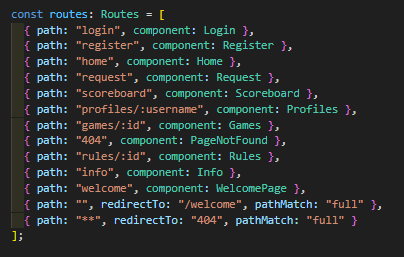 const routes: Routes = [
{ path: "login", component: Login },
{ path: "register", component: Register },
{ path: "home", component: Home },
{ path: "request", component: Request },
{ path: "scoreboard", component: Scoreboard },
{ path: "profiles/:username", component: Profiles },
{ path: "games/:id", component: Games },
{ path: "404", component: PageNotFound },
{ path: "rules/:id", component: Rules },
{ path: "info", component: Info },
{ path: "welcome", component: WelcomePage },
{ path: "", redirectTo: "/welcome", pathMatch: "full" },
{ path: "**", redirectTo: "404", pathMatch: "full" }
];